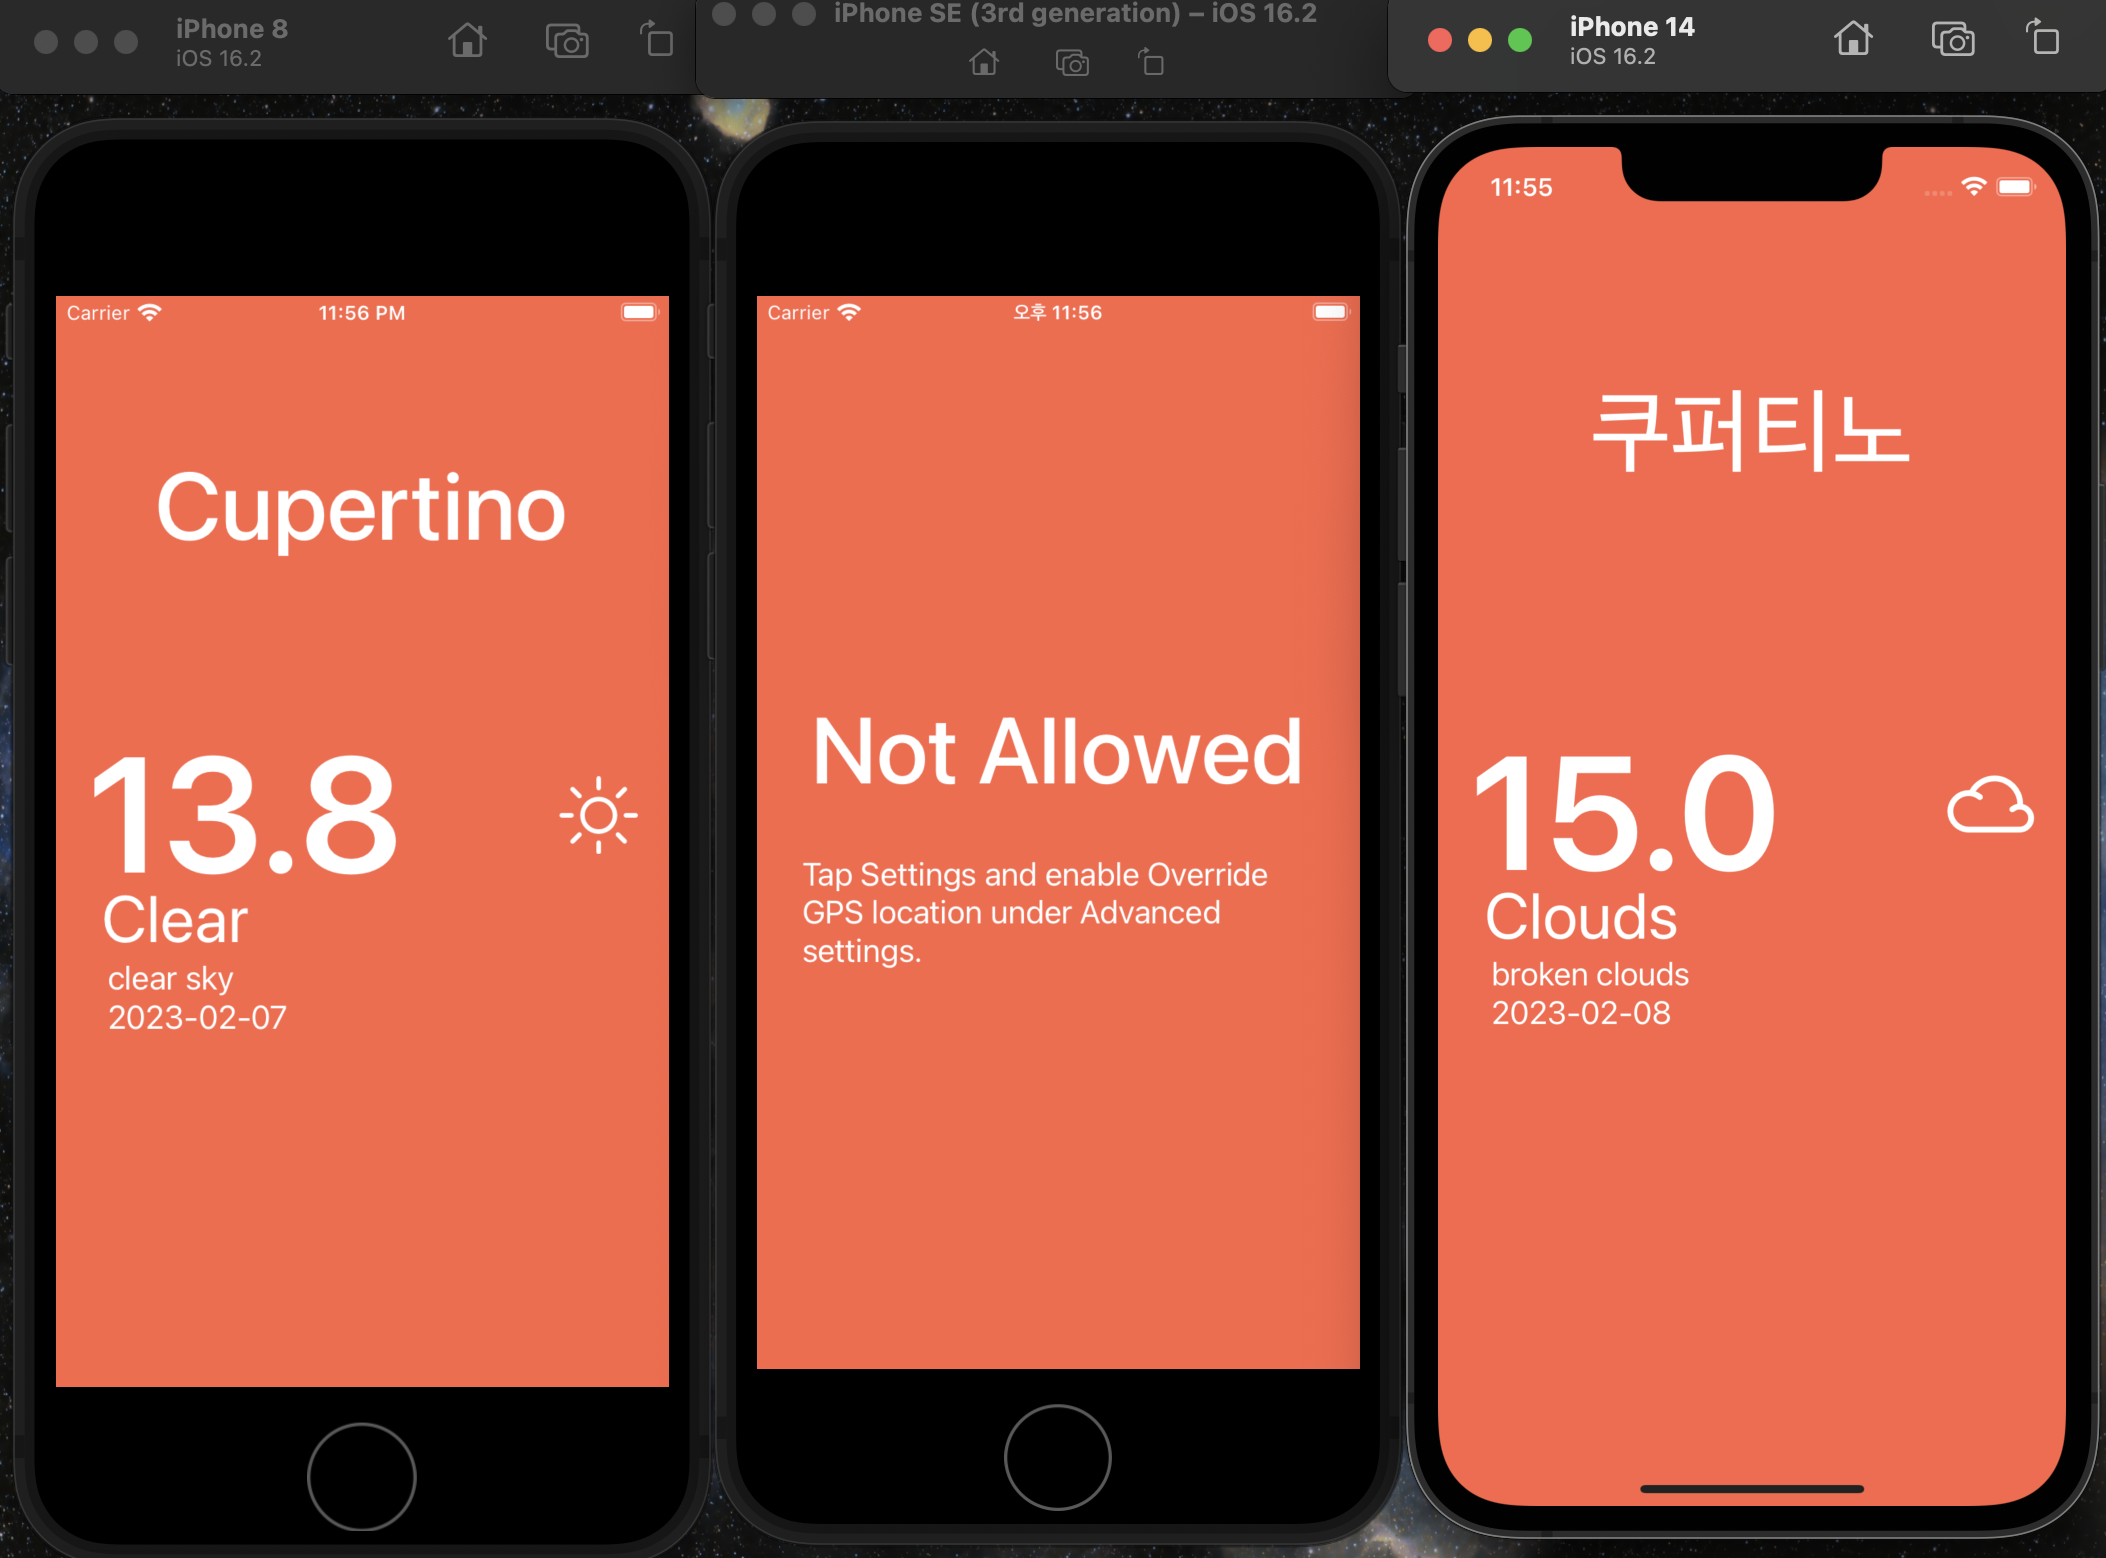 iPhone 8
iOS 16.2
Carrier 11:56 PM
Cupertino
13.8
Clear
clear sky
2023-02-07
iPhone SE (3rd generation) – iOS 16.2
Carrier 오후 11:56
Not Allowed
Tap Settings and enable Override
GPS location under Advanced
settings.
iPhone 14
iOS 16.2
11:55
쿠퍼티노
15.0
Clouds
broken clouds
2023-02-08